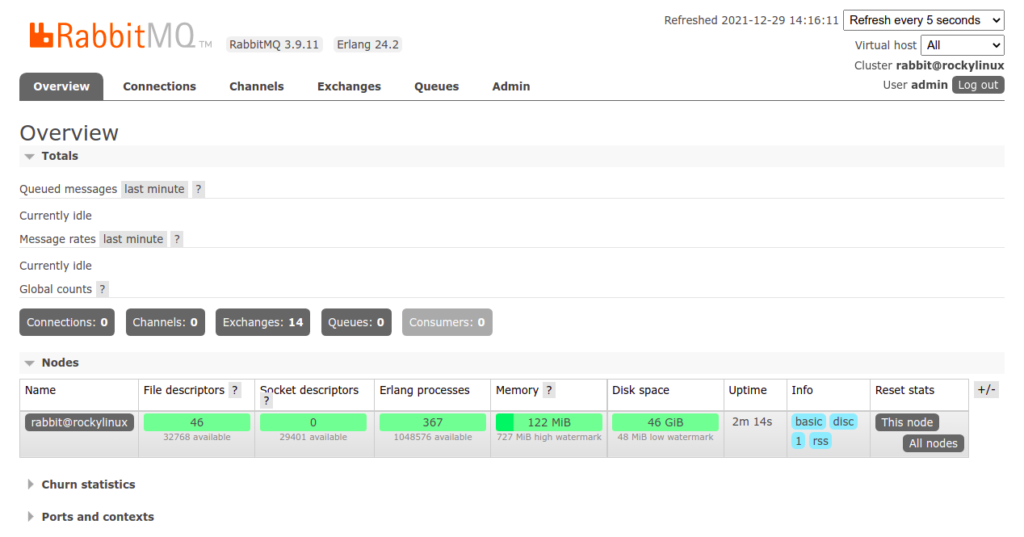 Refreshed 2021-12-29 14:16:11 Refresh every 5 seconds
RabbitMQ TM RabbitMQ 3.9.11 Erlang 24.2
Virtual host All
Cluster rabbit@rockylinux
User admin Log out
Overview Connections Channels Exchanges Queues Admin
Overview
Totals
Queued messages last minute ?
Currently idle
Message rates last minute ?
Currently idle
Global counts ?
Connections: 0 Channels: 0 Exchanges: 14 Queues: 0 Consumers: 0
Nodes
Name File descriptors ? Socket descriptors ? Erlang processes Memory ? Disk space Uptime Info Reset stats +/-
rabbit@rockylinux 46 0 367 122 MiB 46 GiB 2m 14s basic disc This node
32768 available 29401 available 1048576 available 727 MiB high watermark 48 MiB low watermark 1 rss All nodes
Churn statistics
Ports and contexts